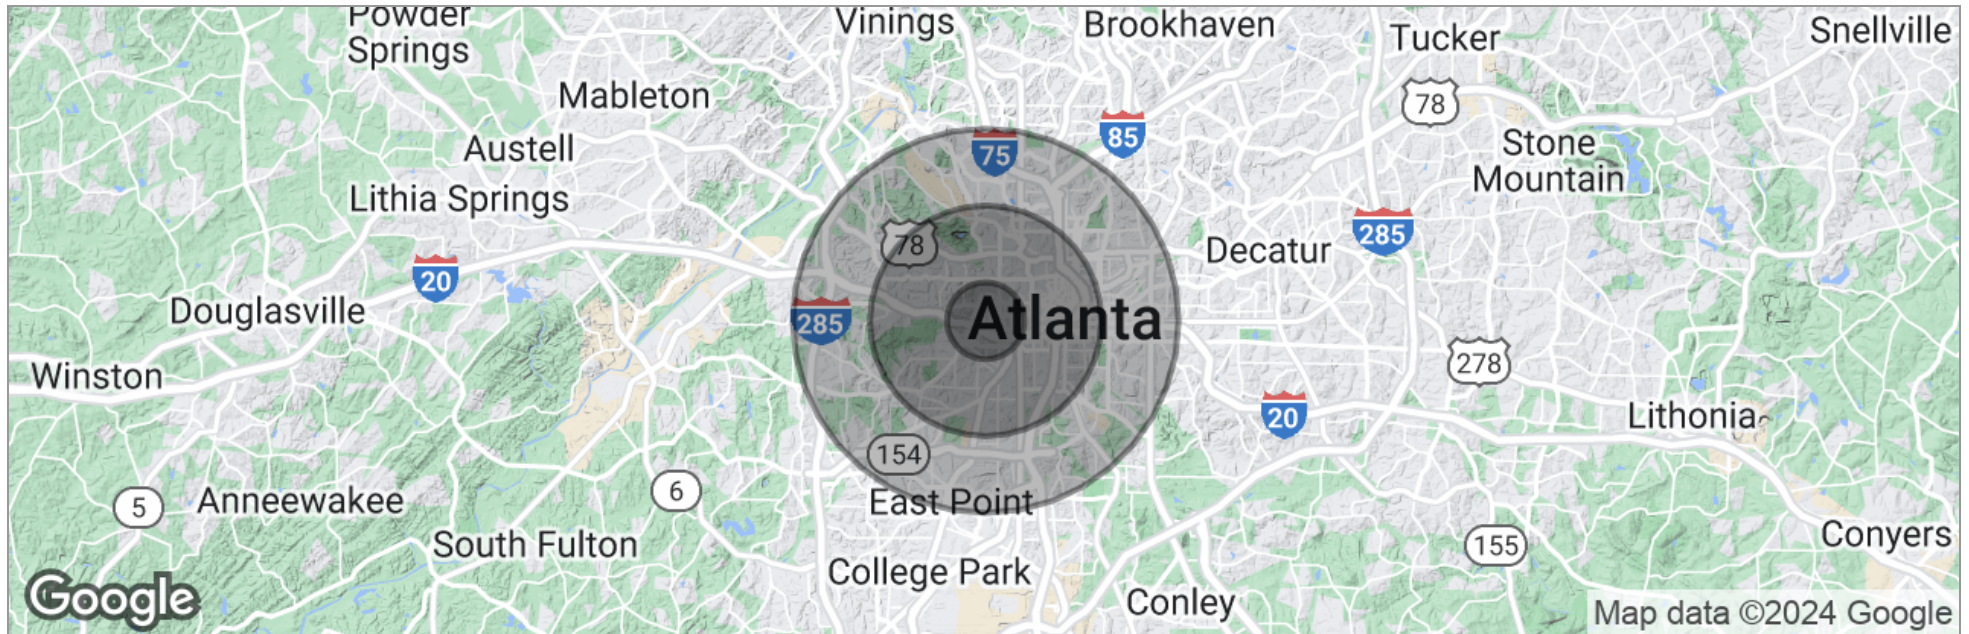 Powder
Springs
Vinings
Brookhaven
Tucker
Snellville
Mableton
78
Austell
75
85
Stone
Mountain
Lithia Springs
78
Decatur
285
20
Douglasville
285
Atlanta
278
Winston
20
Lithonia
154
5
Anneewakee
6
East Point
South Fulton
155
Conyers
College Park
Conley
Google
Map data ©2024 Google